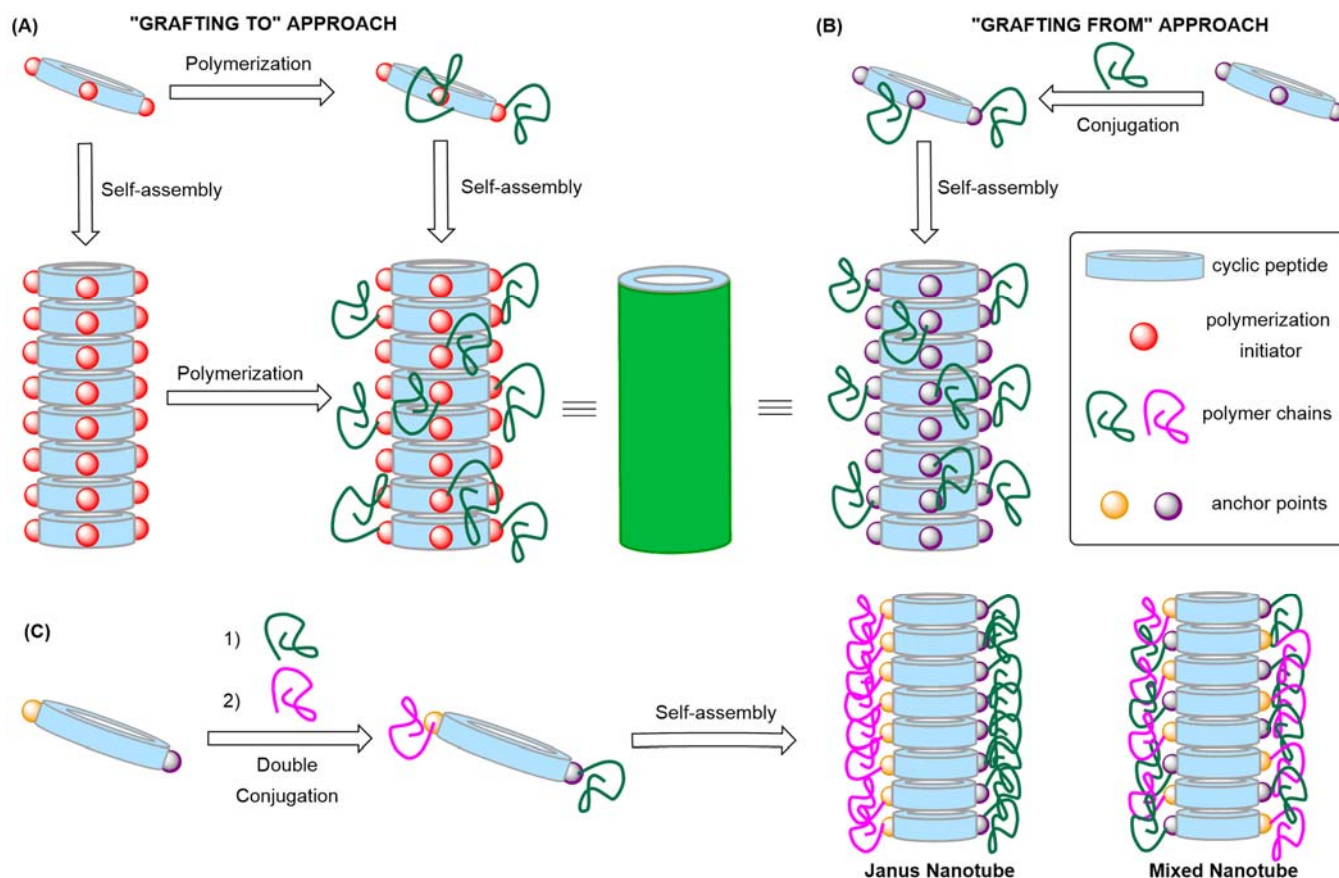 (A) "GRAFTING TO" APPROACH
Polymerization
Self-assembly
Self-assembly
Polymerization
(B) "GRAFTING FROM" APPROACH
Conjugation
Self-assembly
cyclic peptide
polymerization
initiator
polymer chains
anchor points
(C)
1)
2)
Double
Conjugation
Self-assembly
Janus Nanotube
Mixed Nanotube